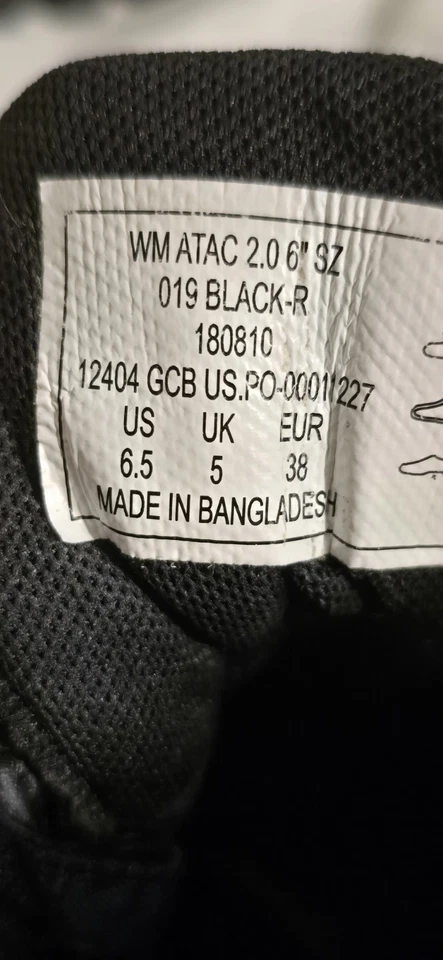 WM ATAC 2.0 6" SZ
019 BLACK-R
180810
12404 GCB US.PO-00011227
US UK EUR
6.5 5 38
MADE IN BANGLADESH